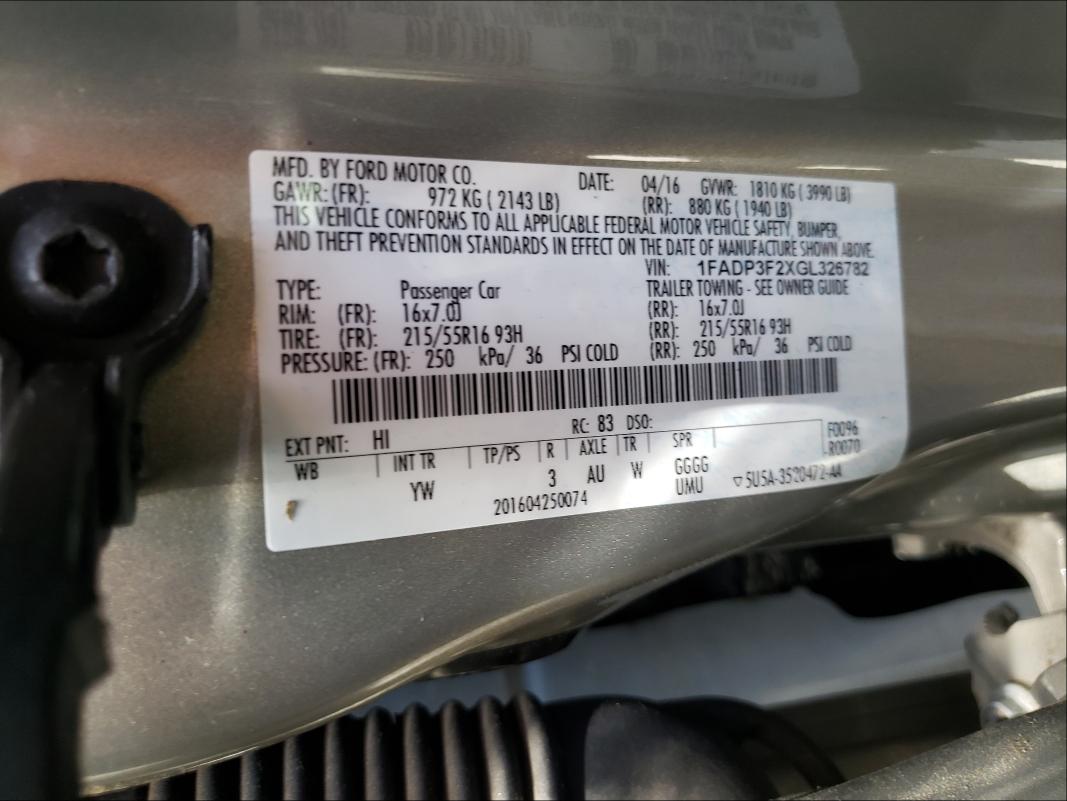 MFD. BY FORD MOTOR CO. DATE: 04/16 GVWR: 1810 KG ( 3990 LB)
GAWR: (FR): 972 KG ( 2143 LB) (RR): 880 KG ( 1940 LB)
THIS VEHICLE CONFORMS TO ALL APPLICABLE FEDERAL MOTOR VEHICLE SAFETY, BUMPER,
AND THEFT PREVENTION STANDARDS IN EFFECT ON THE DATE OF MANUFACTURE SHOWN ABOVE.
VIN: 1FADP3F2XGL326782
TYPE: Passenger Car TRAILER TOWING - SEE OWNER GUIDE
RIM: (FR): 16x7.0J (RR): 16x7.0J
TIRE: (FR): 215/55R16 93H (RR): 215/55R16 93H
PRESSURE: (FR): 250 kPa/ 36 PSI COLD (RR): 250 kPa/ 36 PSI COLD
EXT PNT: HI RC: 83 DSO: F0096
WB INT TR TP/PS R AXLE TR SPR R0070
YW 3 AU W GGGG
UMU
201604250074 ▽5U5A-3520472-AA